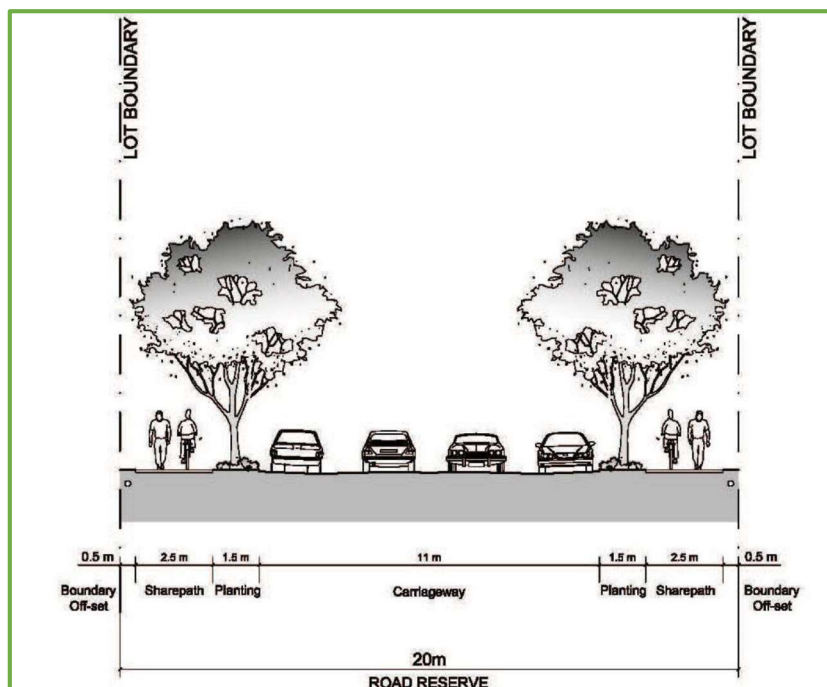 LOT BOUNDARY
LOT BOUNDARY
0.5 m 2.5 m 1.5 m 11 m 1.5 m 2.5 m 0.5 m
Boundary Sharepath Planting Carriageway Planting Sharepath Boundary
Off-set Off-set
20m
ROAD RESERVE